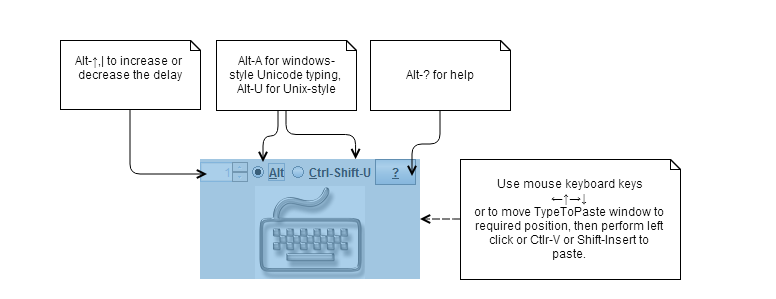 Alt-↑,| to increase or
decrease the delay
Alt-A for windows-
style Unicode typing,
Alt-U for Unix-style
Alt-? for help
1
Alt
Ctrl-Shift-U
?
Use mouse keyboard keys
←↑→↓
or to move TypeToPaste window to
required position, then perform left
click or Ctlr-V or Shift-Insert to
paste.